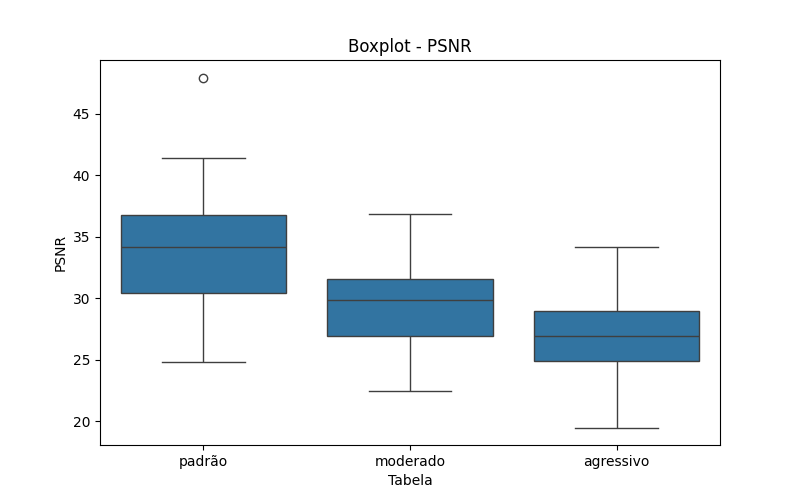 Boxplot - PSNR
45
40
35
30
25
20
PSNR
padrão
moderado
agressivo
Tabela